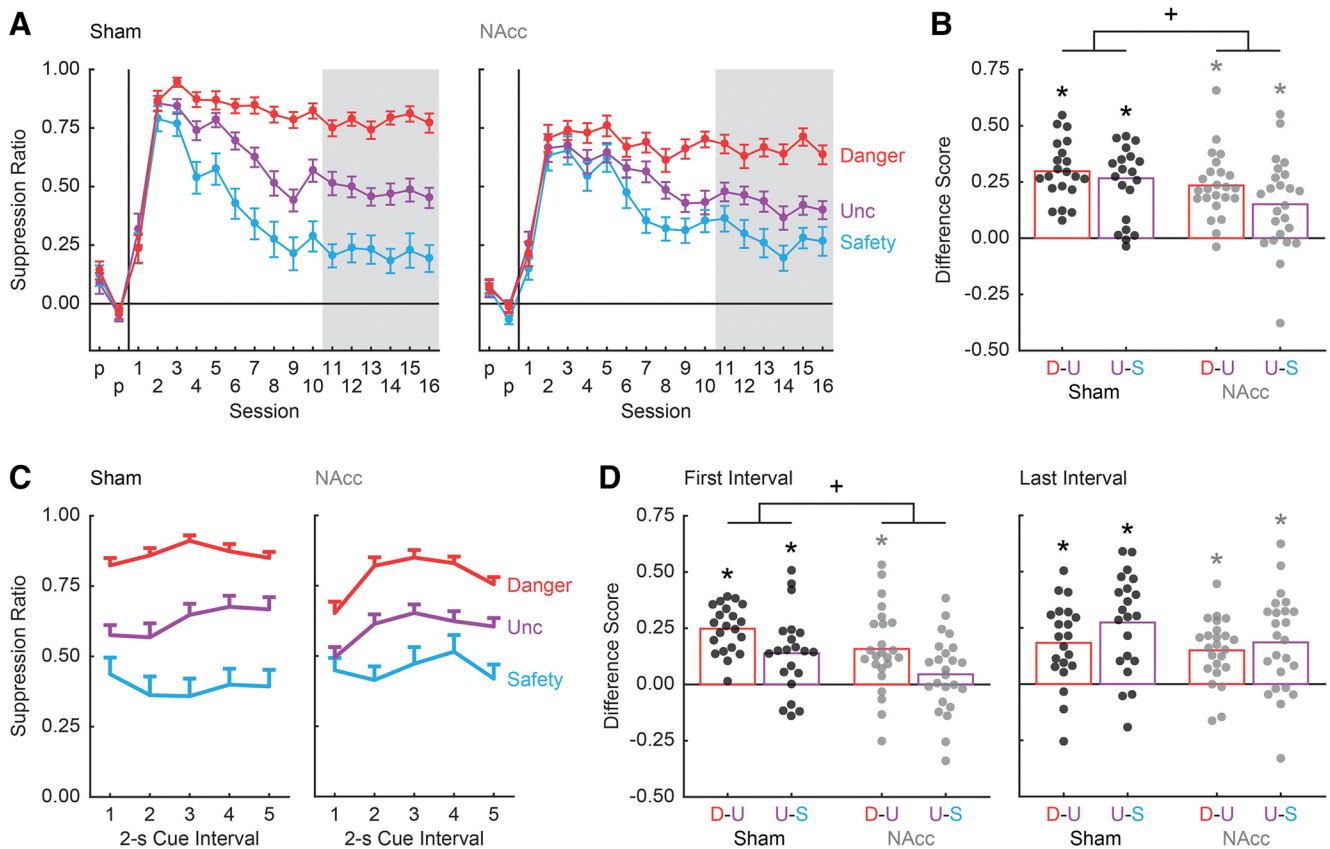 A
Sham
NAcc
Suppression Ratio
1.00
0.75
0.50
0.25
0.00
p p 1 2 3 4 5 6 7 8 9 10 11 12 13 14 15 16
Session
p p 1 2 3 4 5 6 7 8 9 10 11 12 13 14 15 16
Session
Danger
Unc
Safety
B
+
Difference Score
0.75
0.50
0.25
0.00
-0.25
-0.50
* * * *
D-U U-S D-U U-S
Sham NAcc
C
Sham
NAcc
Suppression Ratio
1.00
0.75
0.50
0.25
0.00
1 2 3 4 5
2-s Cue Interval
1 2 3 4 5
2-s Cue Interval
Danger
Unc
Safety
D
First Interval
+
Difference Score
0.75
0.50
0.25
0.00
-0.25
-0.50
* * *
D-U U-S D-U U-S
Sham NAcc
Last Interval
* * * *
D-U U-S D-U U-S
Sham NAcc